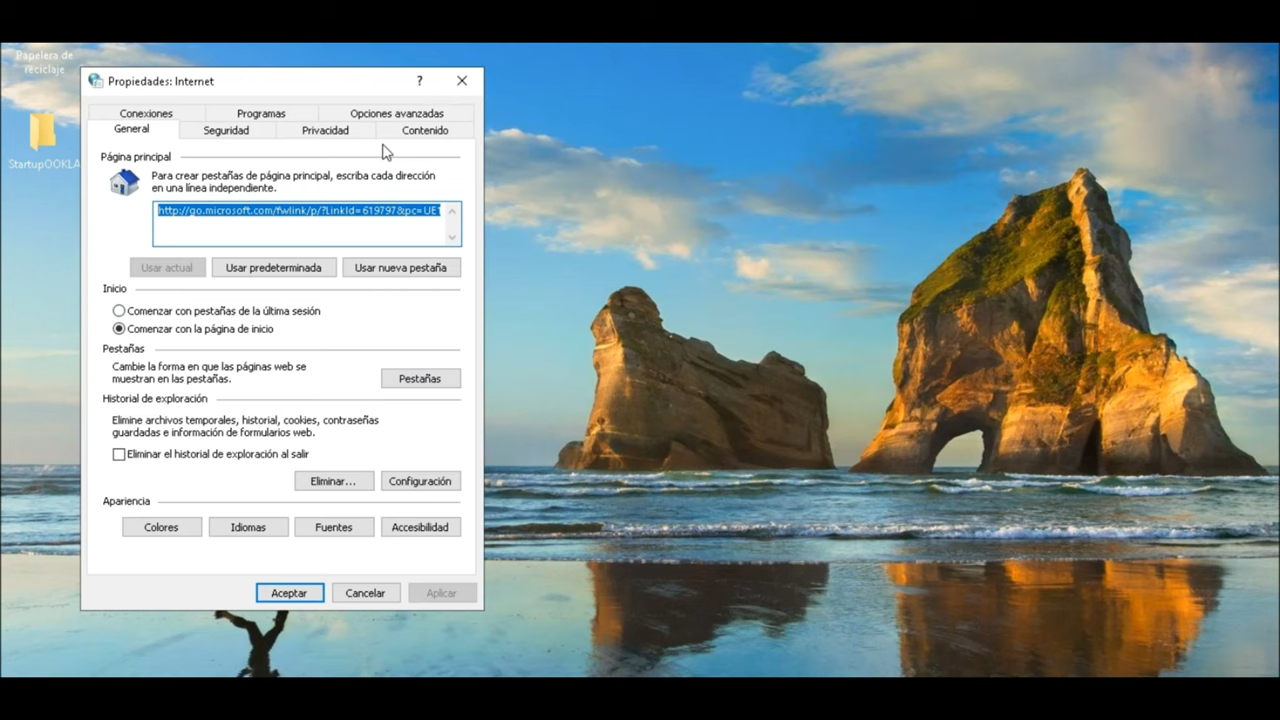 Papelera de
reciclaje
StartupOOKLA
Propiedades: Internet
?
Conexiones
Programas
Opciones avanzadas
General
Seguridad
Privacidad
Contenido
Página principal
Para crear pestañas de página principal, escriba cada dirección
en una línea independiente.
http://go.microsoft.com/fwlink/p/?LinkId=619797&pc=UE1
Usar actual
Usar predeterminada
Usar nueva pestaña
Inicio
Comenzar con pestañas de la última sesión
Comenzar con la página de inicio
Pestañas
Cambie la forma en que las páginas web se
muestran en las pestañas.
Pestañas
Historial de exploración
Elimine archivos temporales, historial, cookies, contraseñas
guardadas e información de formularios web.
Eliminar el historial de exploración al salir
Eliminar...
Configuración
Apariencia
Colores
Idiomas
Fuentes
Accesibilidad
Aceptar
Cancelar
Aplicar